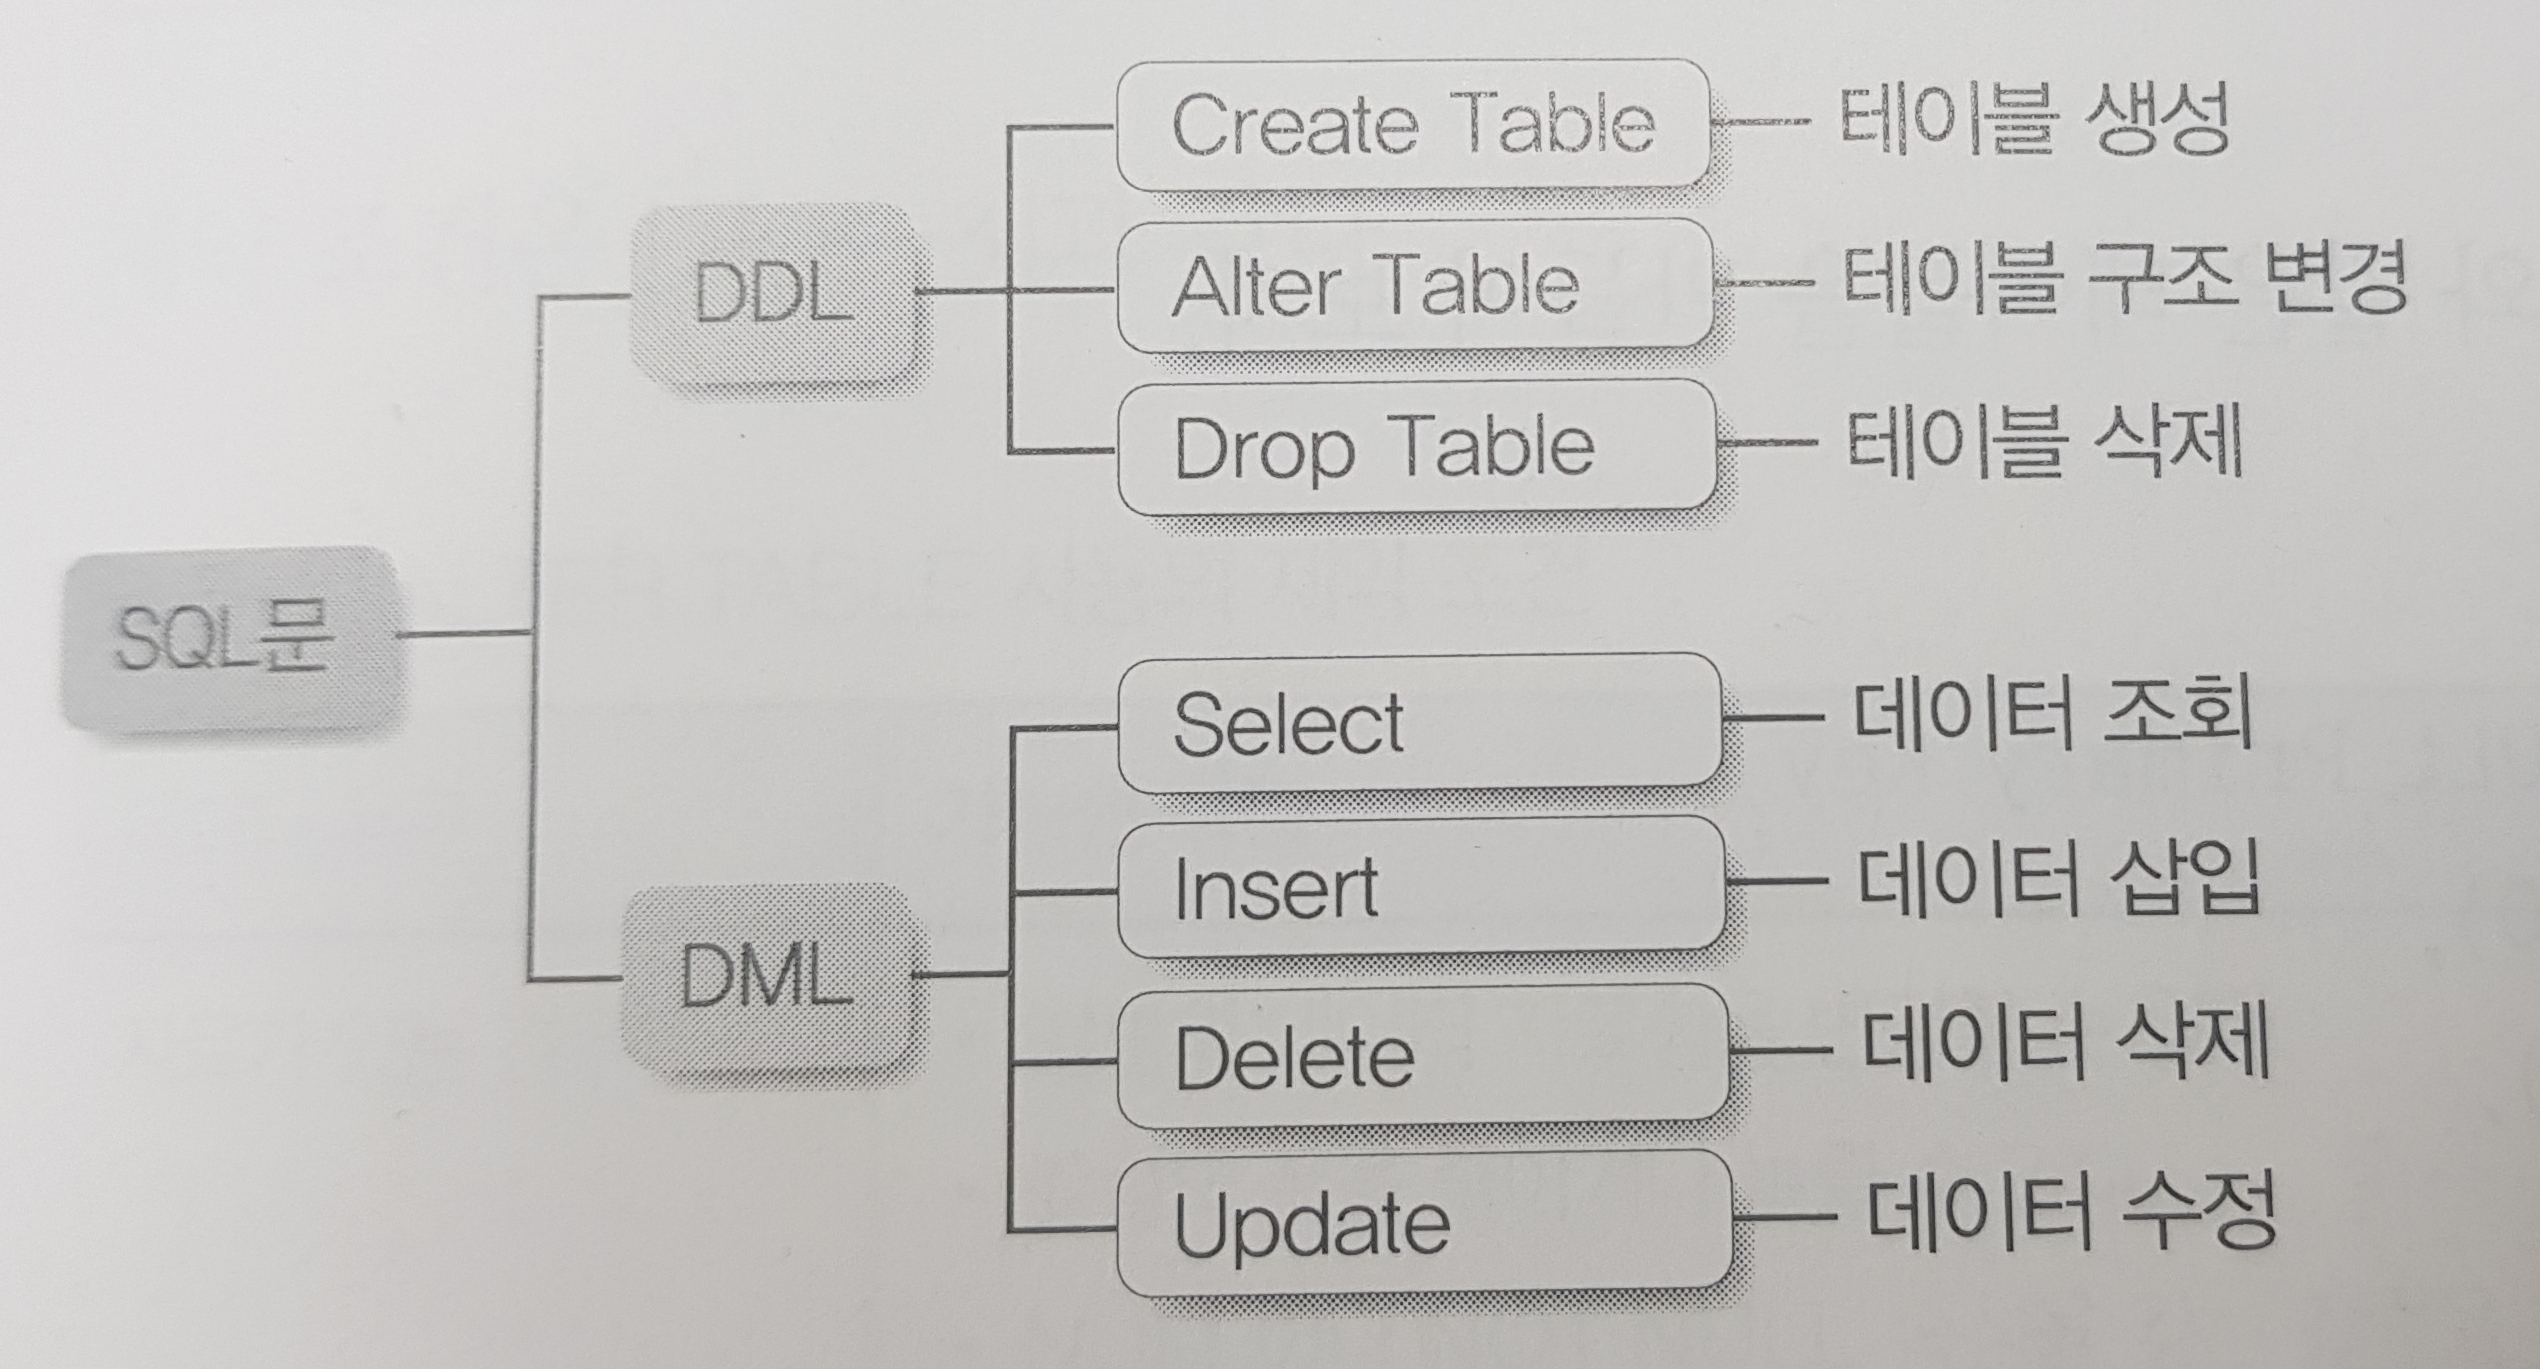 SQL문
DDL
Create Table 테이블 생성
Alter Table 테이블 구조 변경
Drop Table 테이블 삭제
DML
Select 데이터 조회
Insert 데이터 삽입
Delete 데이터 삭제
Update 데이터 수정